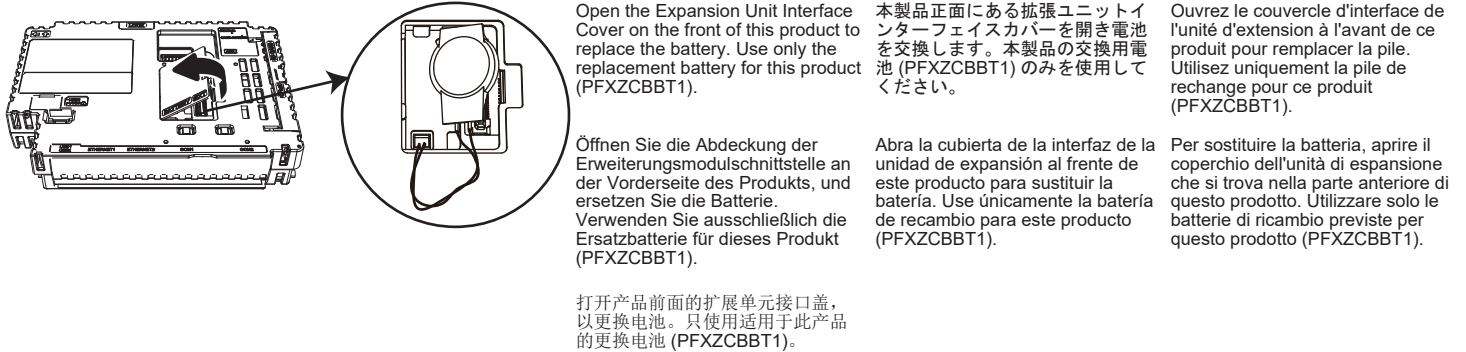 Open the Expansion Unit Interface
Cover on the front of this product to
replace the battery. Use only the
replacement battery for this product
(PFXZCBBT1).
本製品正面にある拡張ユニットイ
ンターフェイスカバーを開き電池
を交換します。本製品の交換用電
池 (PFXZCBBT1) のみを使用して
ください。
Ouvrez le couvercle d'interface de
l'unité d'extension à l'avant de ce
produit pour remplacer la pile.
Utilisez uniquement la pile de
rechange pour ce produit
(PFXZCBBT1).
Öffnen Sie die Abdeckung der
Erweiterungsmodulschnittstelle an
der Vorderseite des Produkts, und
ersetzen Sie die Batterie.
Verwenden Sie ausschließlich die
Ersatzbatterie für dieses Produkt
(PFXZCBBT1).
Abra la cubierta de la interfaz de la
unidad de expansión al frente de
este producto para sustituir la
batería. Use únicamente la batería
de recambio para este producto
(PFXZCBBT1).
Per sostituire la batteria, aprire il
coperchio dell'unità di espansione
che si trova nella parte anteriore di
questo prodotto. Utilizzare solo le
batterie di ricambio previste per
questo prodotto (PFXZCBBT1).
打开产品前面的扩展单元接口盖，
以更换电池。只使用适用于此产品
的更换电池 (PFXZCBBT1)。
BATTERY/EXT
ETHERNET1 ETHERNET2 COM1 COM2